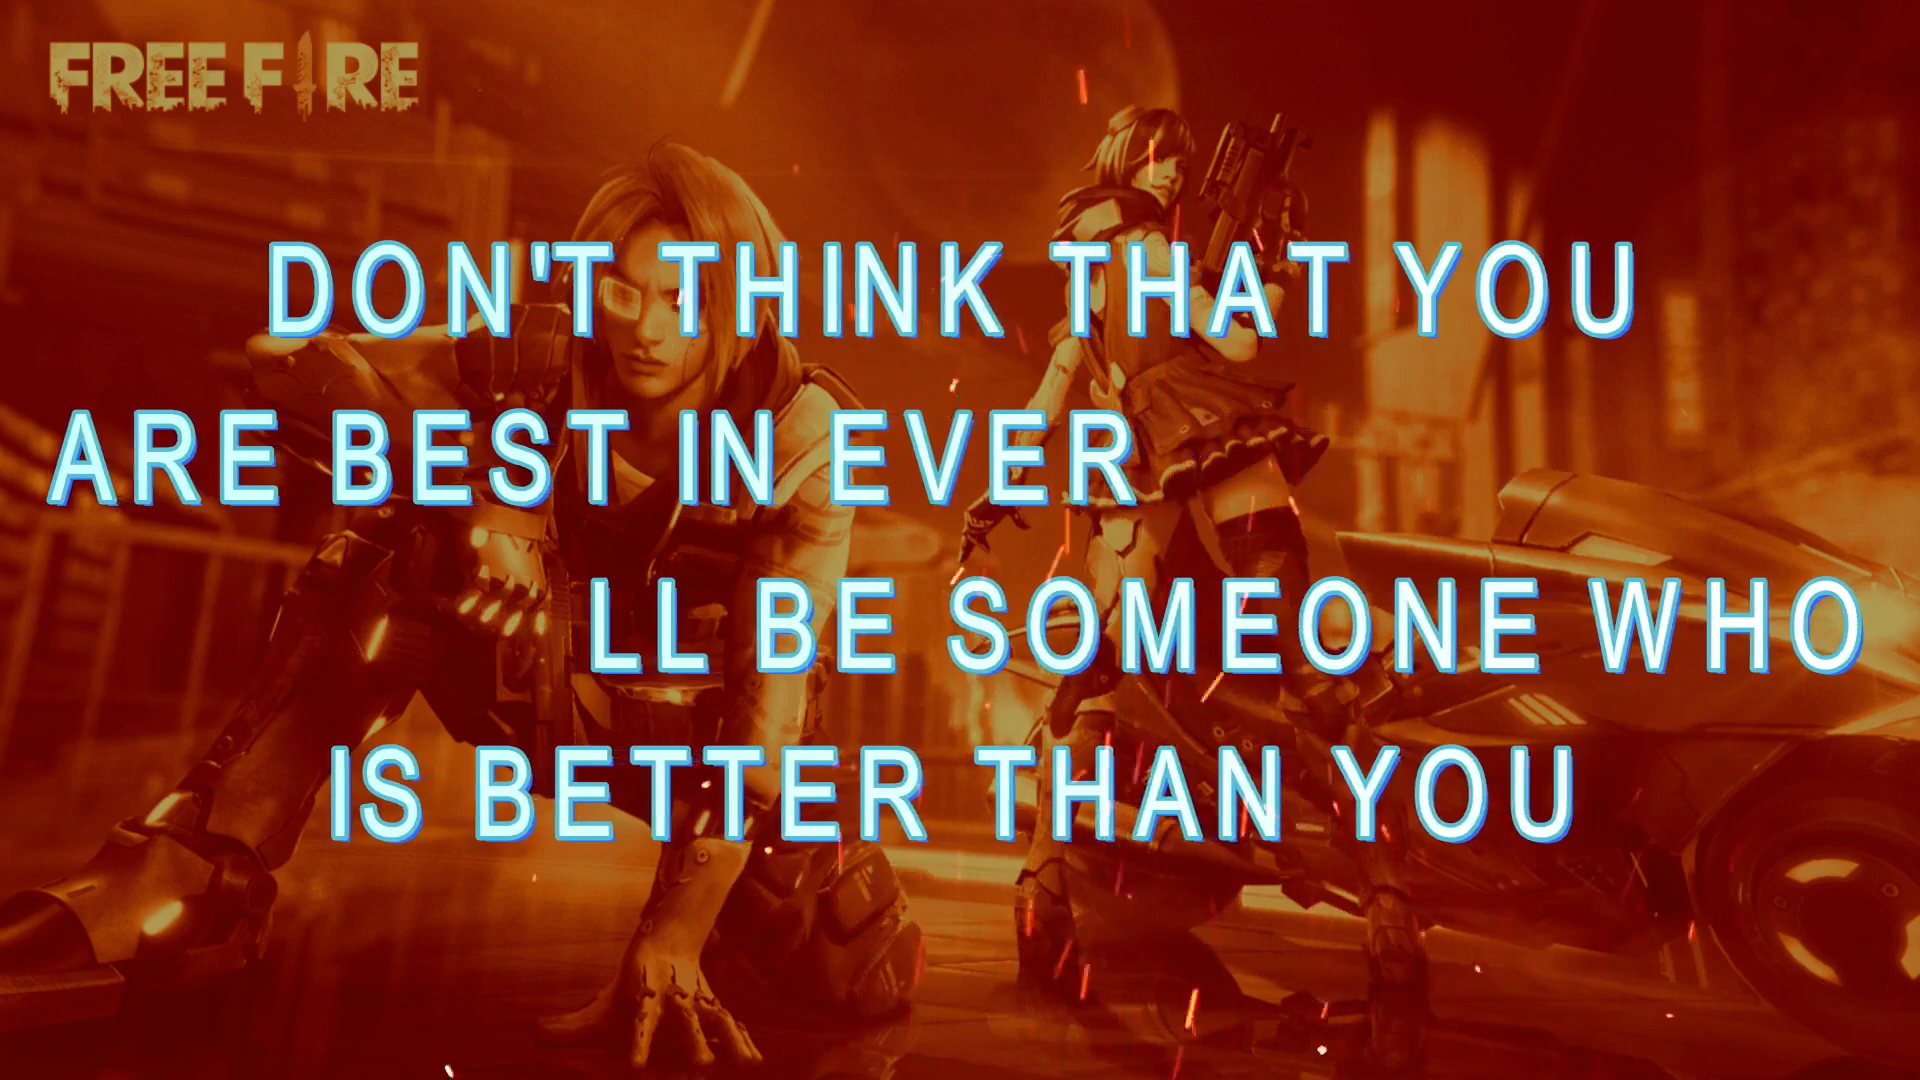 FREE FIRE
DON'T THINK THAT YOU
ARE BEST IN EVER
LL BE SOMEONE WHO
IS BETTER THAN YOU